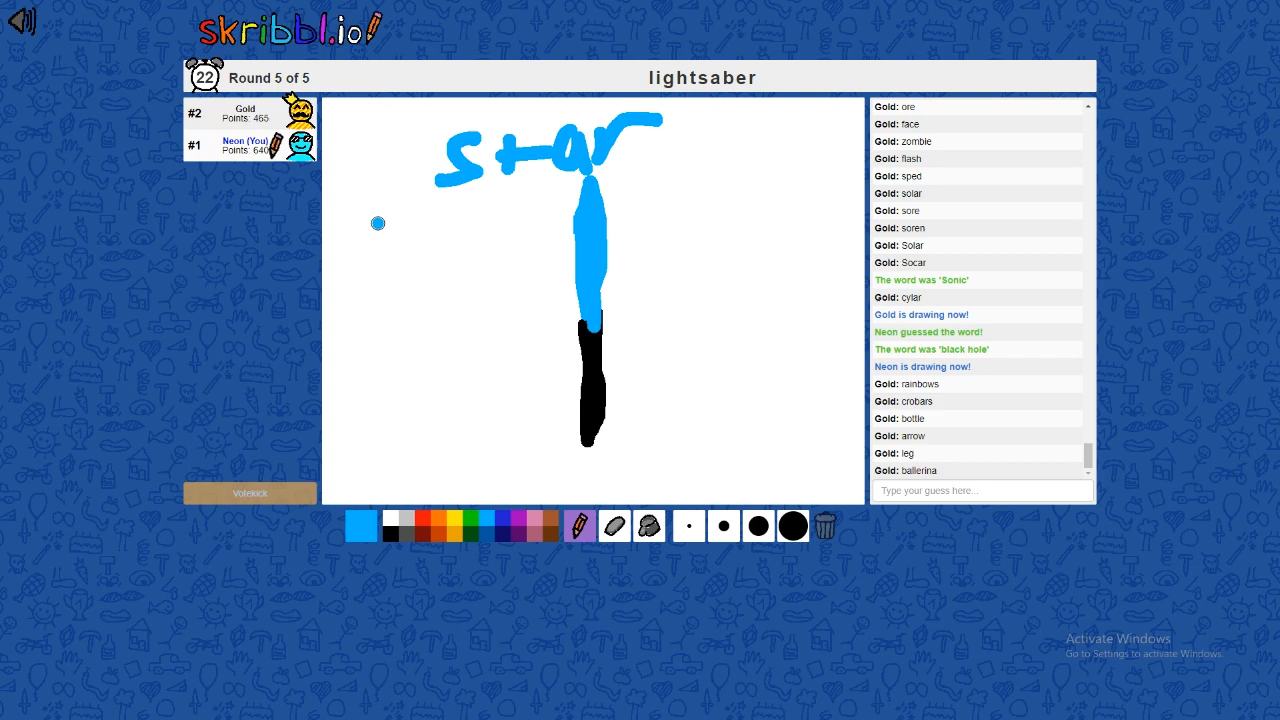 skribbl.io
22
Round 5 of 5
lightsaber
#2
Gold
Points: 465
#1
Neon (You)
Points: 640
Votekick
star
Gold: ore
Gold: face
Gold: zombie
Gold: flash
Gold: sped
Gold: solar
Gold: sore
Gold: soren
Gold: Solar
Gold: Socar
The word was 'Sonic'
Gold: cylar
Gold is drawing now!
Neon guessed the word!
The word was 'black hole'
Neon is drawing now!
Gold: rainbows
Gold: crobars
Gold: bottle
Gold: arrow
Gold: leg
Gold: ballerina
Type your guess here...
Activate Windows
Go to Settings to activate Windows.